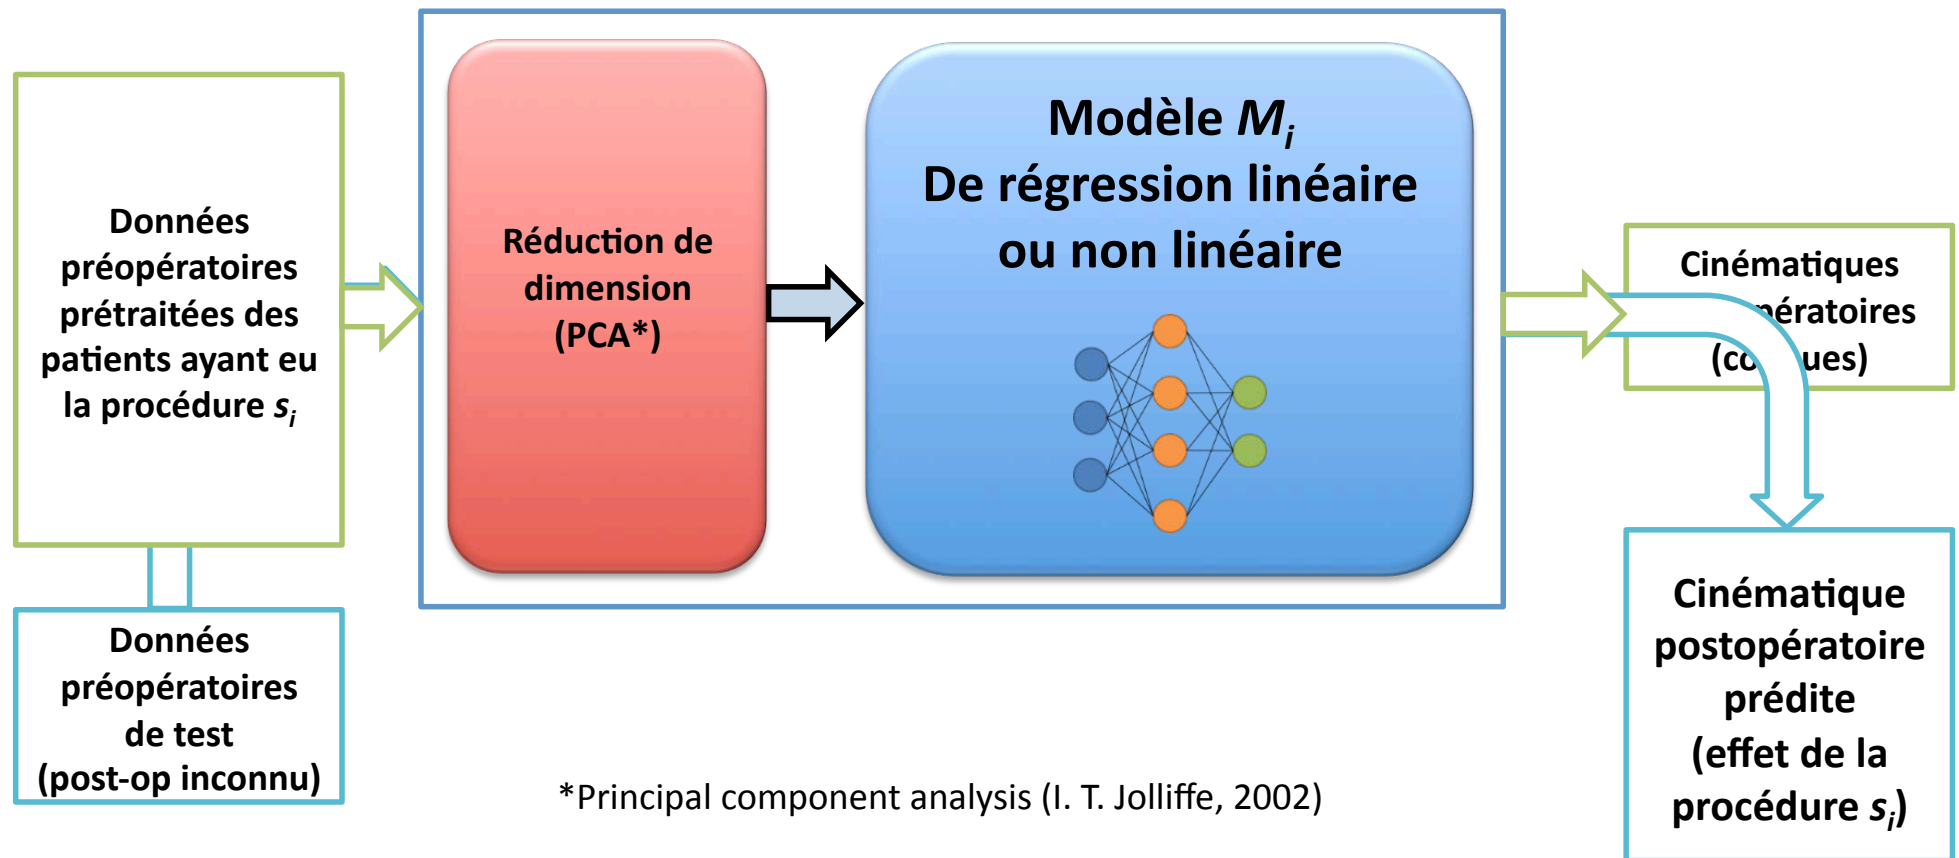 Données
préopératoires
prétraitées des
patients ayant eu
la procédure si
Données
préopératoires
de test
(post-op inconnu)
Réduction de
dimension
(PCA*)
Modèle Mi
De régression linéaire
ou non linéaire
Cinématiques
(
Cinématique
postopératoire
prédite
(effet de la
procédure si)
*Principal component analysis (I. T. Jolliffe, 2002)